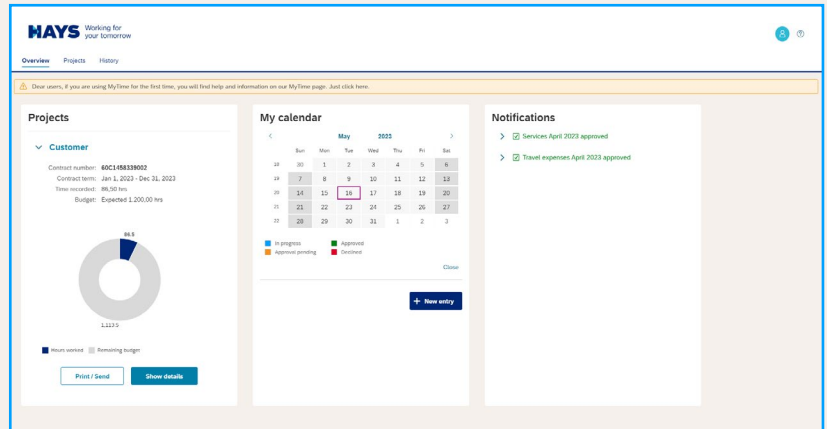 HAYS Working for
your tomorrow
Overview Projects History
Dear users, if you are using MyTime for the first time, you will find help and information on our MyTime page. Just click here.
Projects
Customer
Contract number: 60C1458339002
Contract term: Jan 1, 2023 - Dec 31, 2023
Time recorded: 86,50 hrs
Budget: Expected 1.200,00 hrs
86.5
1,113.5
Hours worked Remaining budget
Print / Send Show details
My calendar
< May 2023 >
Sun Mon Tue Wed Thu Fri Sat
18 30 1 2 3 4 5 6
19 7 8 9 10 11 12 13
20 14 15 16 17 18 19 20
21 21 22 23 24 25 26 27
22 28 29 30 31 1 2 3
In progress Approved
Approval pending Declined
Close
+ New entry
Notifications
Services April 2023 approved
Travel expenses April 2023 approved